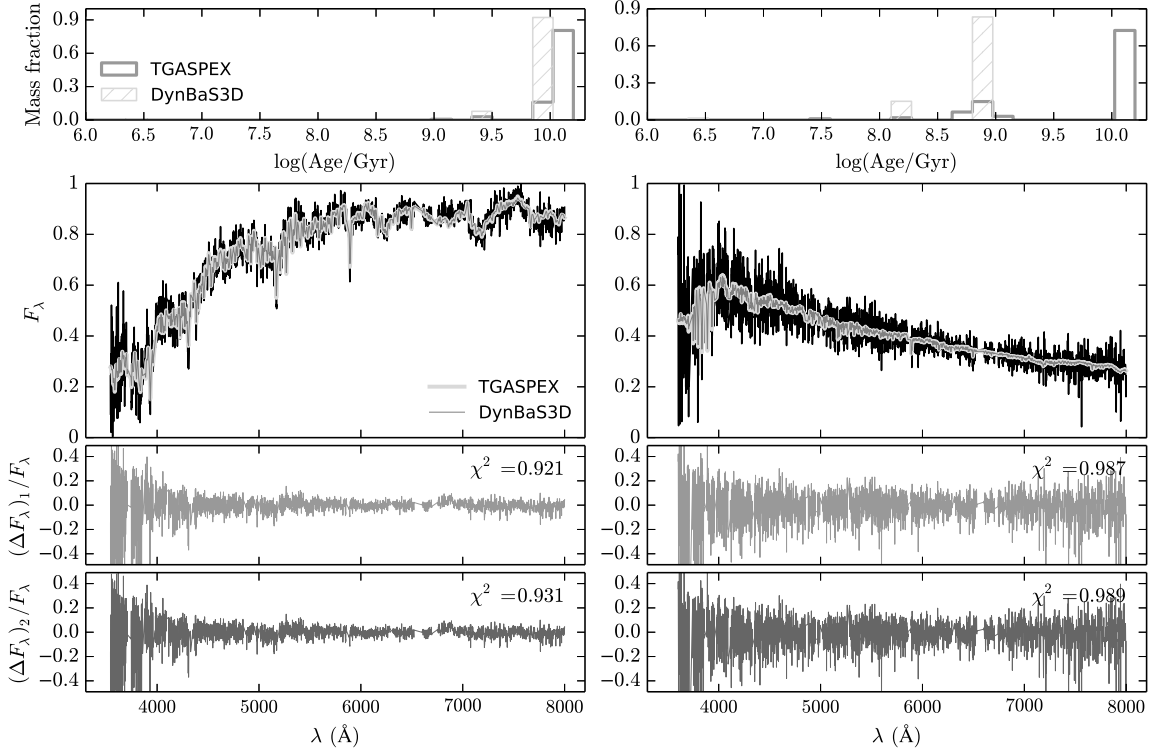 0.9 0.6 0.3 0.0
Mass fraction
TGASPEX
DynBaS3D
6.0 6.5 7.0 7.5 8.0 8.5 9.0 9.5 10.0
log(Age/Gyr)
0.9 0.6 0.3 0.0
6.0 6.5 7.0 7.5 8.0 8.5 9.0 9.5 10.0
log(Age/Gyr)
1 0.8 0.6 0.4 0.2 0
F_λ
TGASPEX
DynBaS3D
1 0.8 0.6 0.4 0.2 0
0.4 0.2 0.0 −0.2 −0.4
(ΔF_λ)₁/F_λ
χ² =0.921
0.4 0.2 0.0 −0.2 −0.4
χ² =0.987
0.4 0.2 0.0 −0.2 −0.4
(ΔF_λ)₂/F_λ
χ² =0.931
4000 5000 6000 7000 8000
λ (Å)
0.4 0.2 0.0 −0.2 −0.4
χ² =0.989
4000 5000 6000 7000 8000
λ (Å)